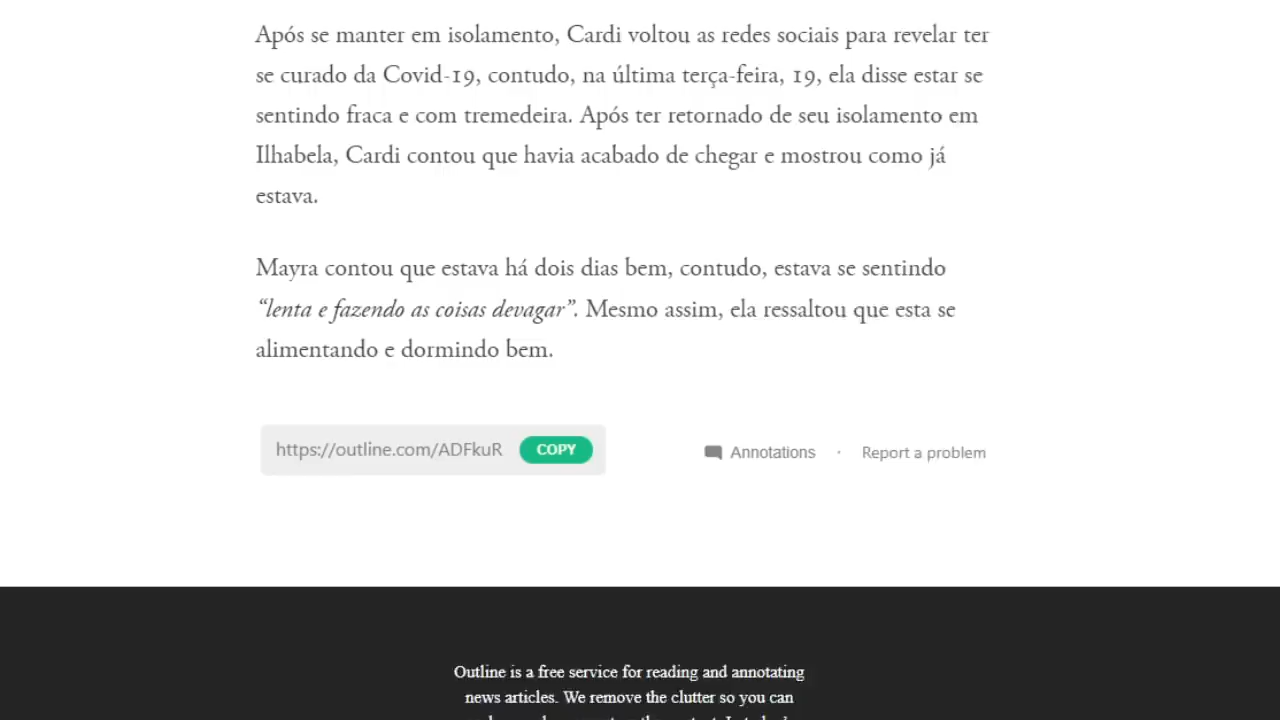 Após se manter em isolamento, Cardi voltou as redes sociais para revelar ter
se curado da Covid-19, contudo, na última terça-feira, 19, ela disse estar se
sentindo fraca e com tremedeira. Após ter retornado de seu isolamento em
Ilhabela, Cardi contou que havia acabado de chegar e mostrou como já
estava.
Mayra contou que estava há dois dias bem, contudo, estava se sentindo
“lenta e fazendo as coisas devagar”. Mesmo assim, ela ressaltou que esta se
alimentando e dormindo bem.
https://outline.com/ADFkuR COPY Annotations · Report a problem
Outline is a free service for reading and annotating
news articles. We remove the clutter so you can